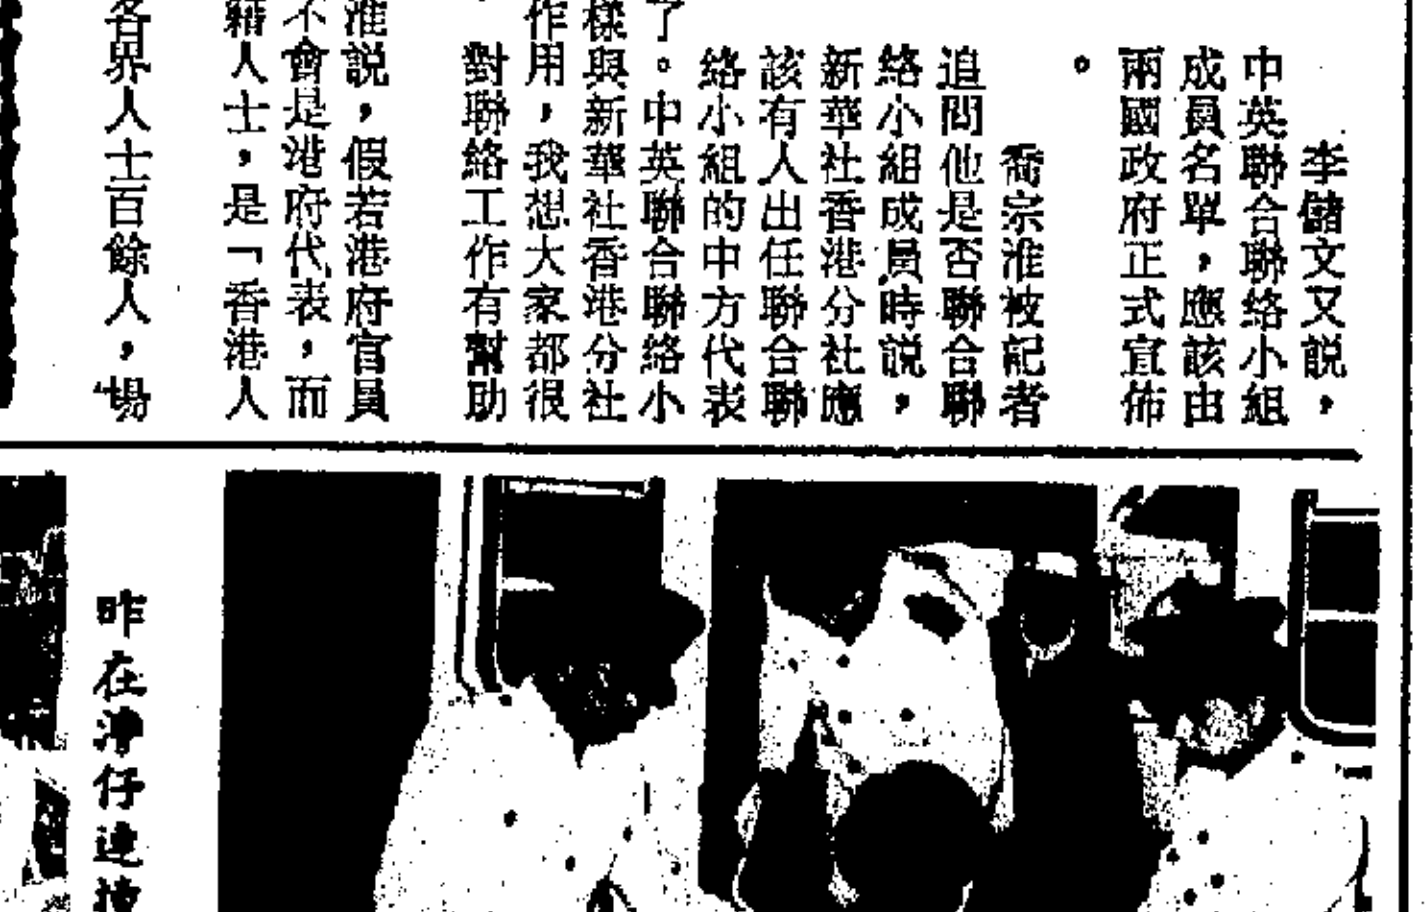 李儲文又説，
中英聯合聯絡小組
成員名單，應該由
兩國政府正式宣佈
。
喬宗淮被記者
追問他是否聯合聯
絡小組成員時説，
新華社香港分社應
該有人出任聯合聯
絡小組的中方代表
了。中英聯合聯絡小
樣與新華社香港分社
作用，我想大家都很
對聯絡工作有幫助
淮説，假若港府官員
不會是港府代表，而
籍人士，是「香港人
各界人士百餘人，場
昨在灣仔連撞